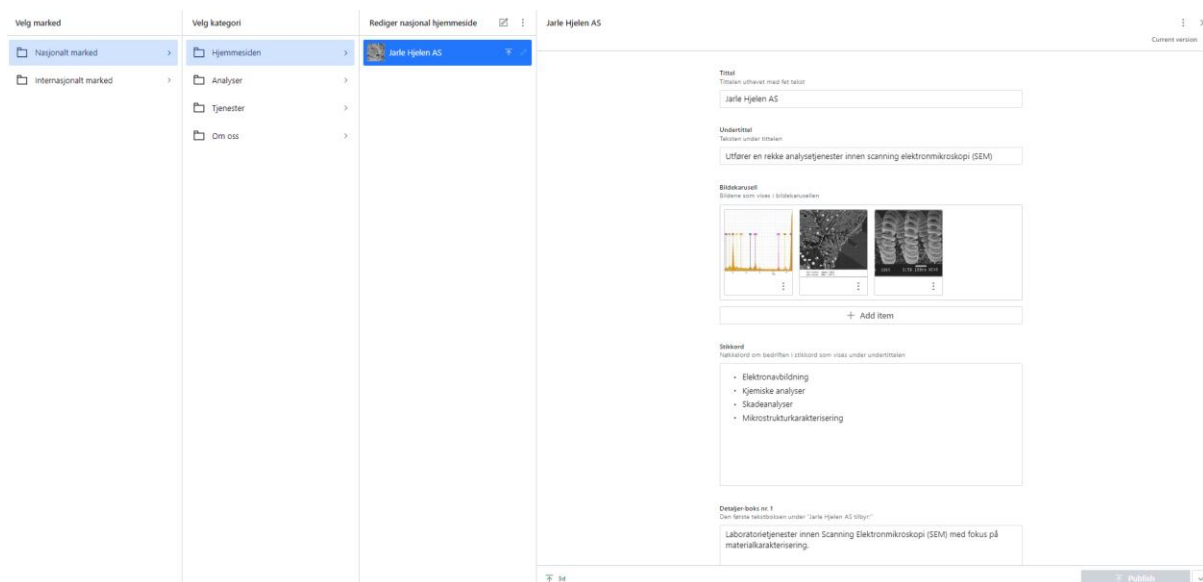 Velg marked
Velg kategori
Rediger nasjonal hjemmeside
Jarle Hjelen AS
Current version
Nasjonalt marked
Internasjonalt marked
Hjemmesiden
Analyser
Tjenester
Om oss
Jarle Hjelen AS
Tittel
Tittelen uthevet med fet tekst
Jarle Hjelen AS
Undertittel
Teksten under tittelen
Utfører en rekke analysetjenester innen scanning elektronmikroskopi (SEM)
Bildekarusell
Bildene som vises i bildekarusellen
+ Add item
Stikkord
Nøkkelord om bedriften i stikkord som vises under undertittelen
• Elektronavbildning
• Kjemiske analyser
• Skadeanalyser
• Mikrostrukturkarakterisering
Detaljer-boks nr. 1
Den første tekstboksen under "Jarle Hjelen AS tilbyr:"
Laboratorietjenester innen Scanning Elektronmikroskopi (SEM) med fokus på
materialkarakterisering.
3d
Publish